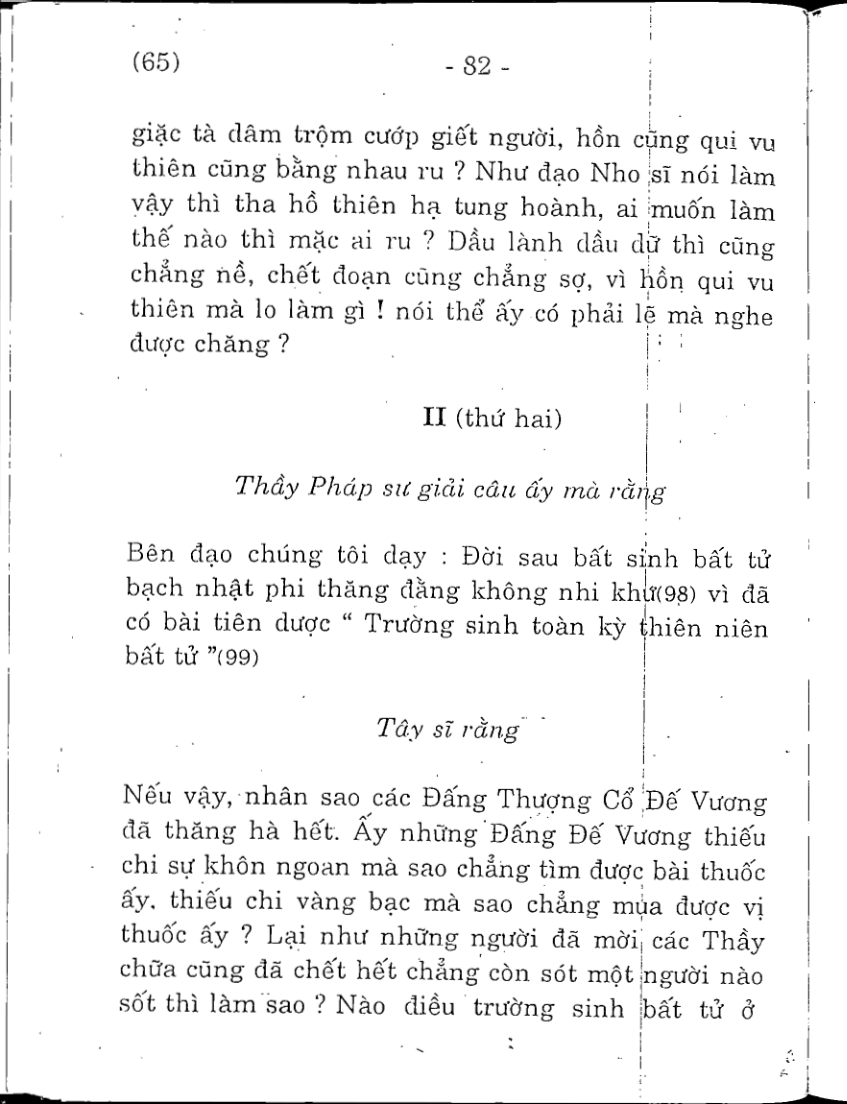 (65) - 82 -
giặc tà dâm trộm cướp giết người, hồn cũng qui vu
thiên cũng bằng nhau ru ? Như đạo Nho sĩ nói làm
vậy thì tha hồ thiên hạ tung hoành, ai muốn làm
thế nào thì mặc ai ru ? Dầu lành dầu dữ thì cũng
chẳng nề, chết đoạn cũng chẳng sợ, vì hồn qui vu
thiên mà lo làm gì ! nói thể ấy có phải lẽ mà nghe
được chăng ?
II (thứ hai)
Thầy Pháp sư giải câu ấy mà rằng
Bên đạo chúng tôi dạy : Đời sau bất sinh bất tử
bạch nhật phi thăng đằng không nhi khứ(98) vì đã
có bài tiên dược “ Trường sinh toàn kỳ thiên niên
bất tử ”(99)
Tây sĩ rằng
Nếu vậy, nhân sao các Đấng Thượng Cổ Đế Vương
đã thăng hà hết. Ấy những Đấng Đế Vương thiếu
chi sự khôn ngoan mà sao chẳng tìm được bài thuốc
ấy. thiếu chi vàng bạc mà sao chẳng mua được vị
thuốc ấy ? Lại như những người đã mời các Thầy
chữa cũng đã chết hết chẳng còn sót một người nào
sốt thì làm sao ? Nào điều trường sinh bất tử ở